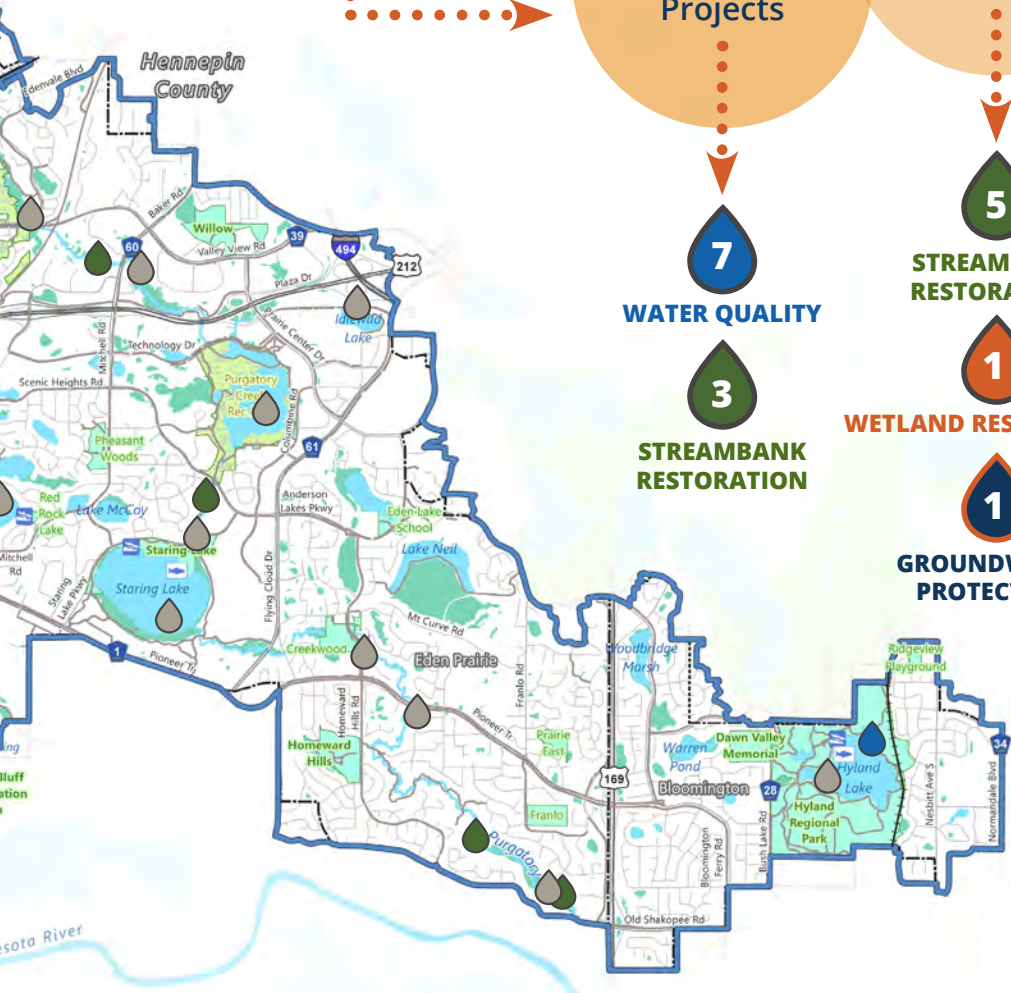 Projects
Hennepin
County
Edenvale Blvd
Baker Rd
Willow
39
494
60
Valley View Rd
212
Plaza Dr
Idlewild
Lake
Prairie Center Dr
Mitchell Rd
Technology Dr
Scenic Heights Rd
Purgatory
Creek
Rec.
Columbine Rd
61
Pheasant
Woods
Anderson
Lakes Pkwy
Red
Rock
Lake
Lake McCoy
Eden-Lake
School
Staring Lake
Lake Neil
Mitchell
Rd
Staring
Lake Pkwy
Staring Lake
Flying Cloud Dr
Mt Curve Rd
1
Pioneer Tr
Creekwood
Eden Prairie
Woodbridge
Marsh
Ridgeview
Playground
Homeward
Hills Rd
Franlo Rd
Pioneer Tr
Homeward
Hills
Prairie
East
Warren
Pond
Dawn Valley
Memorial
34
169
Bloomington
28
Hyland
Lake
Hyland
Regional
Park
Nesbitt Ave S
Normandale Blvd
Franlo
Bloomington
Ferry Rd
Bush Lake Rd
Purgatory
Old Shakopee Rd
ing
Bluff
ation
esota River
7
WATER QUALITY
3
STREAMBANK
RESTORATION
5
STREAM
RESTORA
1
WETLAND RES
1
GROUNDW
PROTECT